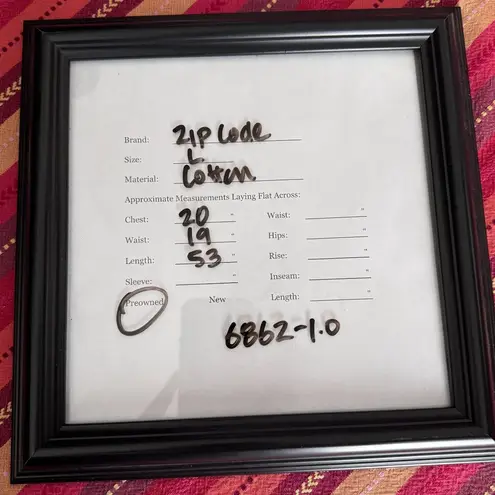 Brand: Zip Code
Size: L
Material: Cotton
Approximate Measurements Laying Flat Across:
Chest: 20 " Waist: "
Waist: 19 " Hips: "
Length: 53 " Rise: "
Sleeve: " Inseam: "
Preowned New Length: "
6862-1.0